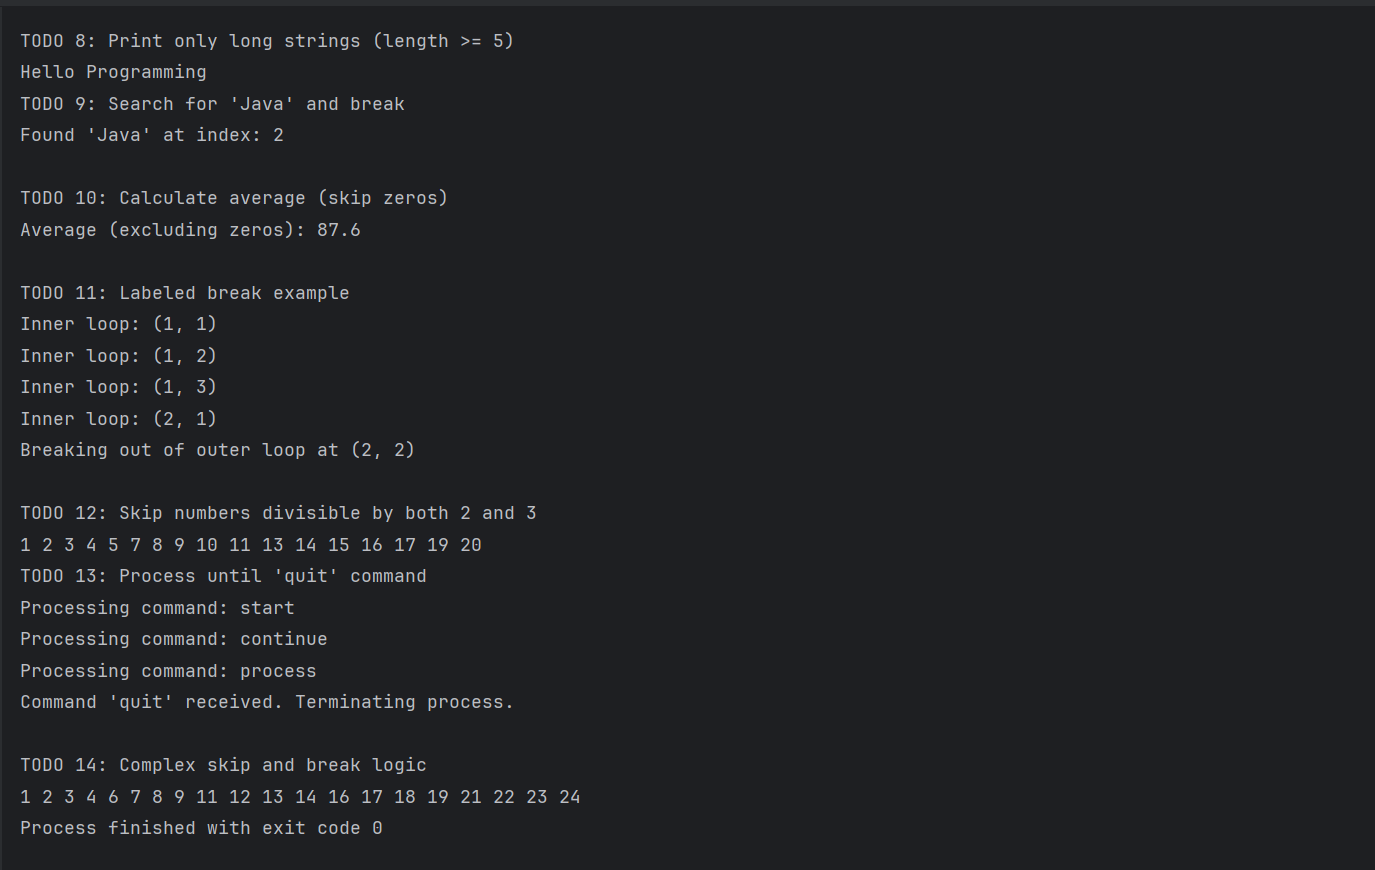 TODO 8: Print only long strings (length >= 5)
Hello Programming
TODO 9: Search for 'Java' and break
Found 'Java' at index: 2
TODO 10: Calculate average (skip zeros)
Average (excluding zeros): 87.6
TODO 11: Labeled break example
Inner loop: (1, 1)
Inner loop: (1, 2)
Inner loop: (1, 3)
Inner loop: (2, 1)
Breaking out of outer loop at (2, 2)
TODO 12: Skip numbers divisible by both 2 and 3
1 2 3 4 5 7 8 9 10 11 13 14 15 16 17 19 20
TODO 13: Process until 'quit' command
Processing command: start
Processing command: continue
Processing command: process
Command 'quit' received. Terminating process.
TODO 14: Complex skip and break logic
1 2 3 4 6 7 8 9 11 12 13 14 16 17 18 19 21 22 23 24
Process finished with exit code 0